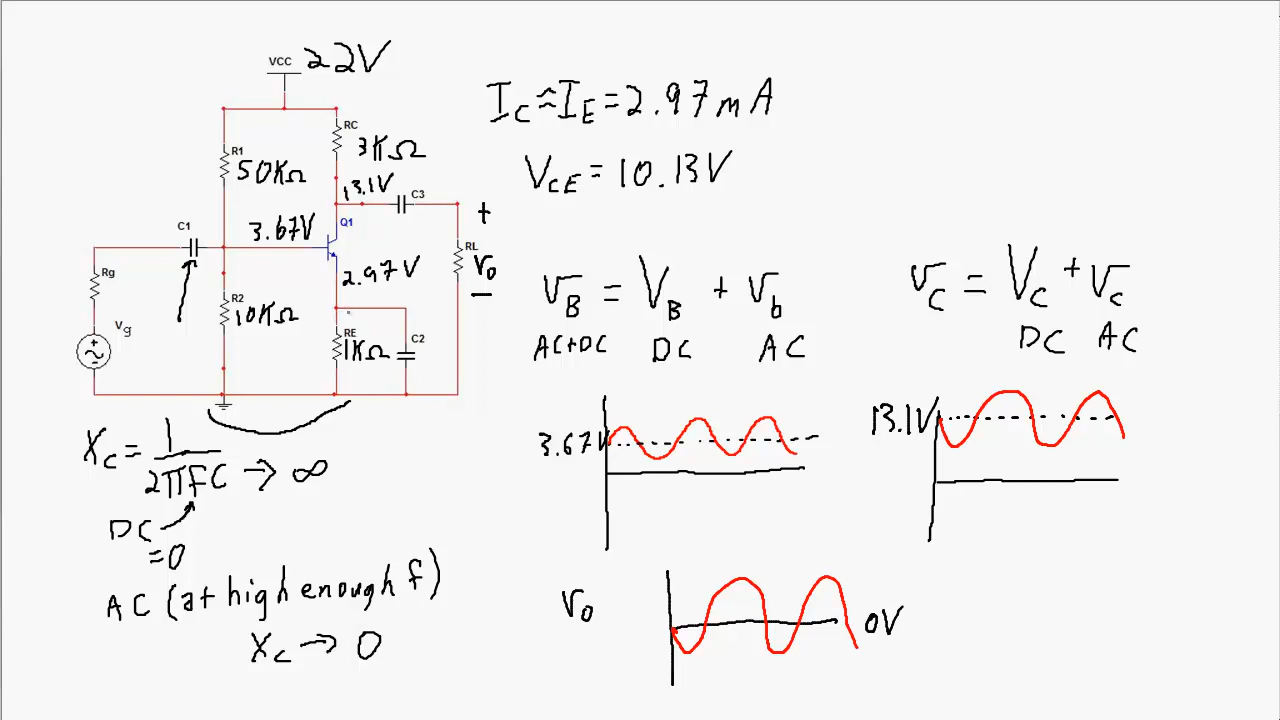 VCC 22V
RC
3KΩ
R1
50KΩ
13.1V
C3
C1
3.67V
Q1
+
RL
vo
−
Rg
2.97V
R2
10KΩ
Vg
RE
1KΩ
C2
Xc = 1/2πfC → ∞
DC
=0
AC (at high enough f)
Xc → 0
IC ≈ IE = 2.97mA
VCE = 10.13V
vB = VB + vb
AC+DC DC AC
vC = VC + vc
DC AC
3.67V
13.1V
vo
0V